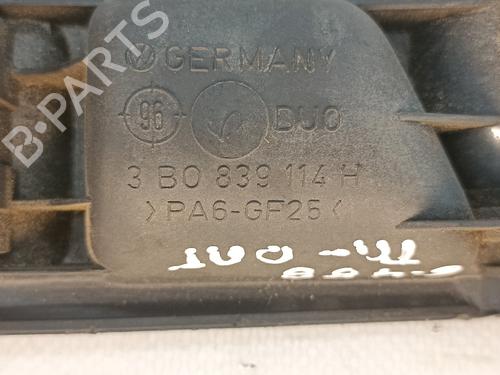 B-PARTS
GERMANY
96 DUO
3 B0 839 114 H
>PA6-GF25<